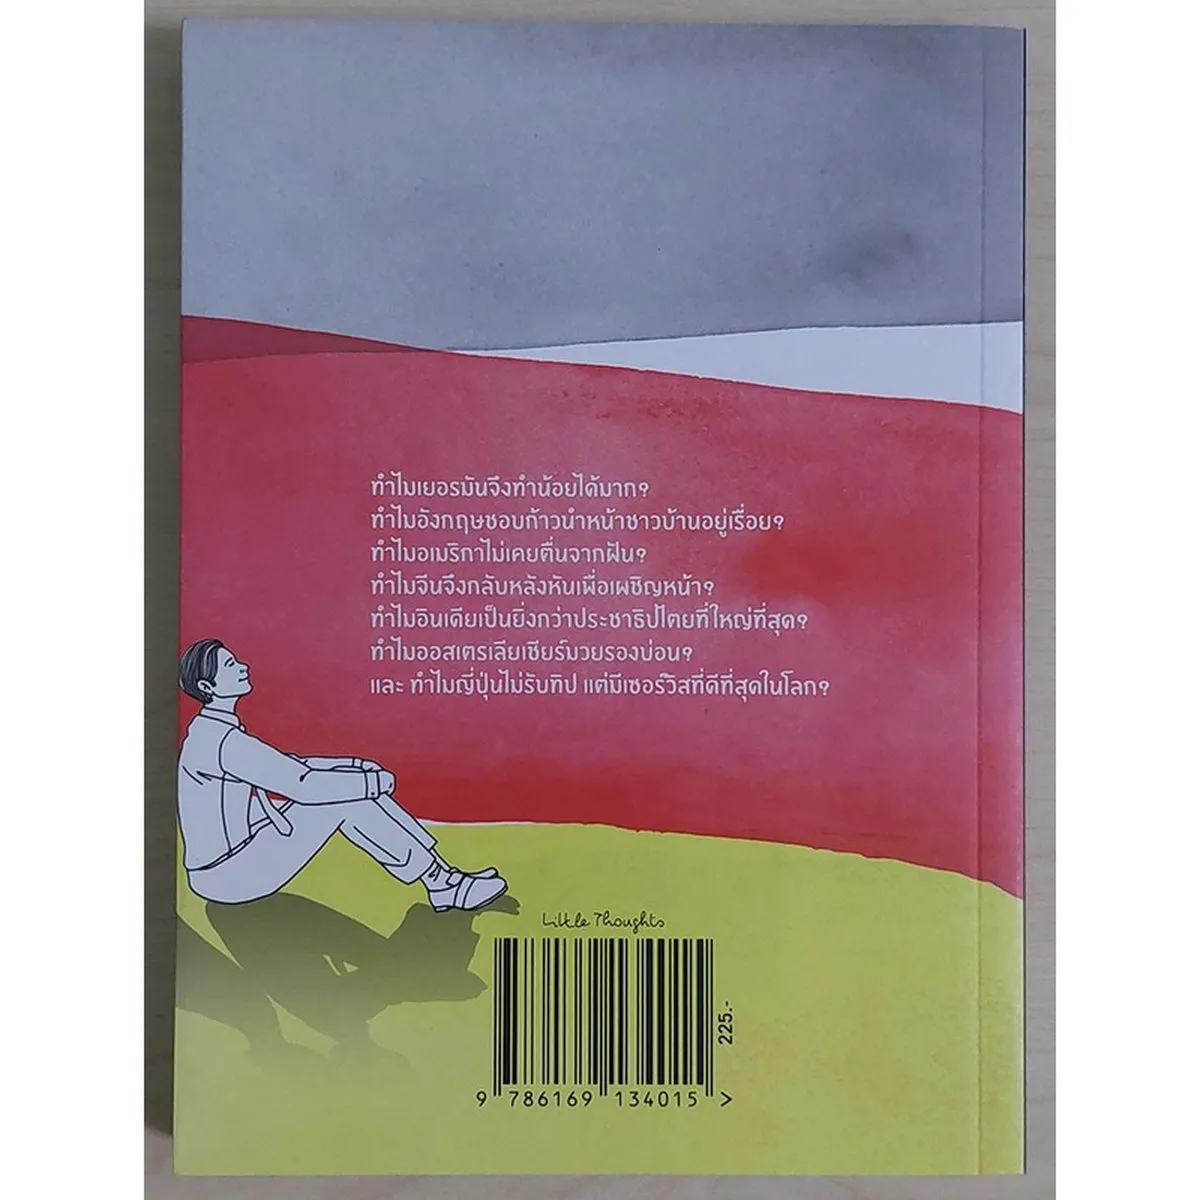 ทำไมเยอรมันจึงทำน้อยได้มาก?
ทำไมอังกฤษชอบก้าวนำหน้าชาวบ้านอยู่เรื่อย?
ทำไมอเมริกาไม่เคยตื่นจากฝัน?
ทำไมจีนจึงกลับหลังหันเพื่อเผชิญหน้า?
ทำไมอินเดียเป็นยิ่งกว่าประชาธิปไตยที่ใหญ่ที่สุด?
ทำไมออสเตรเลียเชียร์มวยรองบ่อน?
และ ทำไมญี่ปุ่นไม่รับทิป แต่มีเซอร์วิสที่ดีที่สุดในโลก?
Little Thoughts
225.-
9 786169 134015 >